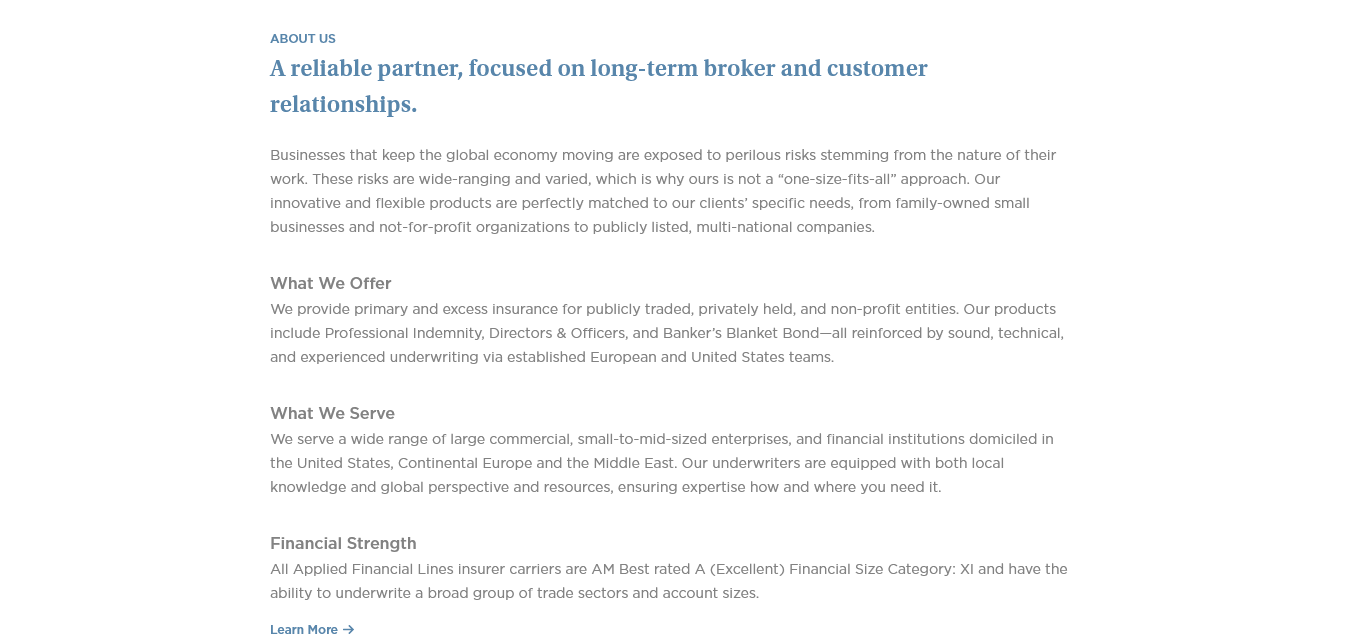 ABOUT US
A reliable partner, focused on long-term broker and customer
relationships.
Businesses that keep the global economy moving are exposed to perilous risks stemming from the nature of their
work. These risks are wide-ranging and varied, which is why ours is not a “one-size-fits-all” approach. Our
innovative and flexible products are perfectly matched to our clients’ specific needs, from family-owned small
businesses and not-for-profit organizations to publicly listed, multi-national companies.
What We Offer
We provide primary and excess insurance for publicly traded, privately held, and non-profit entities. Our products
include Professional Indemnity, Directors & Officers, and Banker’s Blanket Bond—all reinforced by sound, technical,
and experienced underwriting via established European and United States teams.
What We Serve
We serve a wide range of large commercial, small-to-mid-sized enterprises, and financial institutions domiciled in
the United States, Continental Europe and the Middle East. Our underwriters are equipped with both local
knowledge and global perspective and resources, ensuring expertise how and where you need it.
Financial Strength
All Applied Financial Lines insurer carriers are AM Best rated A (Excellent) Financial Size Category: XI and have the
ability to underwrite a broad group of trade sectors and account sizes.
Learn More →